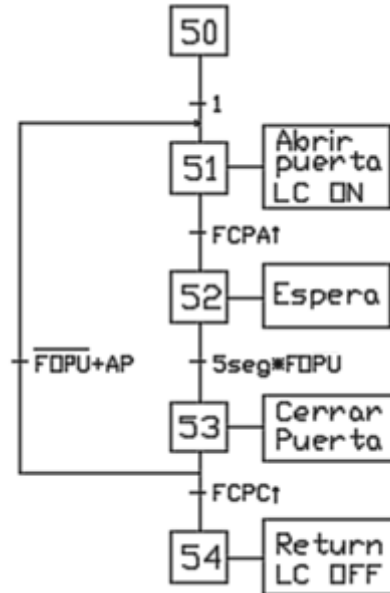 50
1
51
Abrir
puerta
LC ON
FCPA↑
52
Espera
F̅O̅P̅U̅+AP
5seg*FOPU
53
Cerrar
Puerta
FCPC↑
54
Return
LC OFF